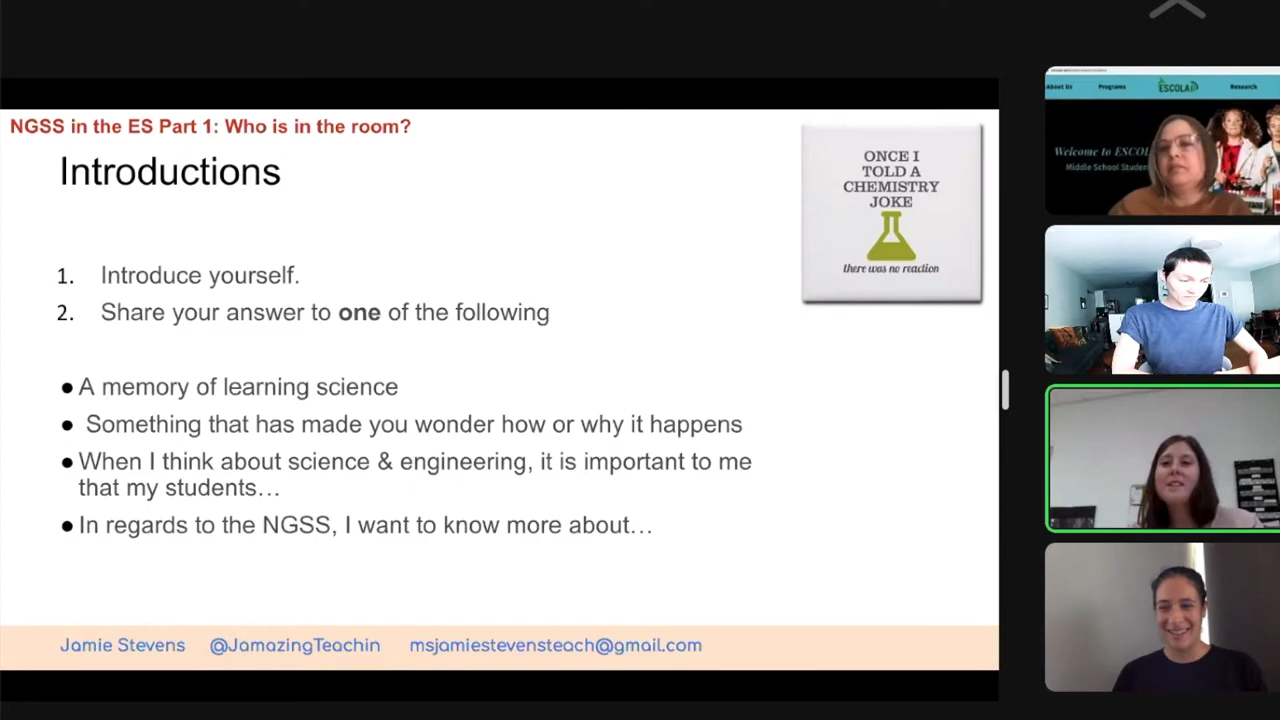 NGSS in the ES Part 1: Who is in the room?
Introductions
ONCE I
TOLD A
CHEMISTRY
JOKE
there was no reaction
1. Introduce yourself.
2. Share your answer to one of the following
● A memory of learning science
● Something that has made you wonder how or why it happens
● When I think about science & engineering, it is important to me
that my students…
● In regards to the NGSS, I want to know more about…
Jamie Stevens @JamazingTeachin msjamiestevensteach@gmail.com
About Us Programs ESCOLAR Research
Welcome to ESCOL
Middle School Studen